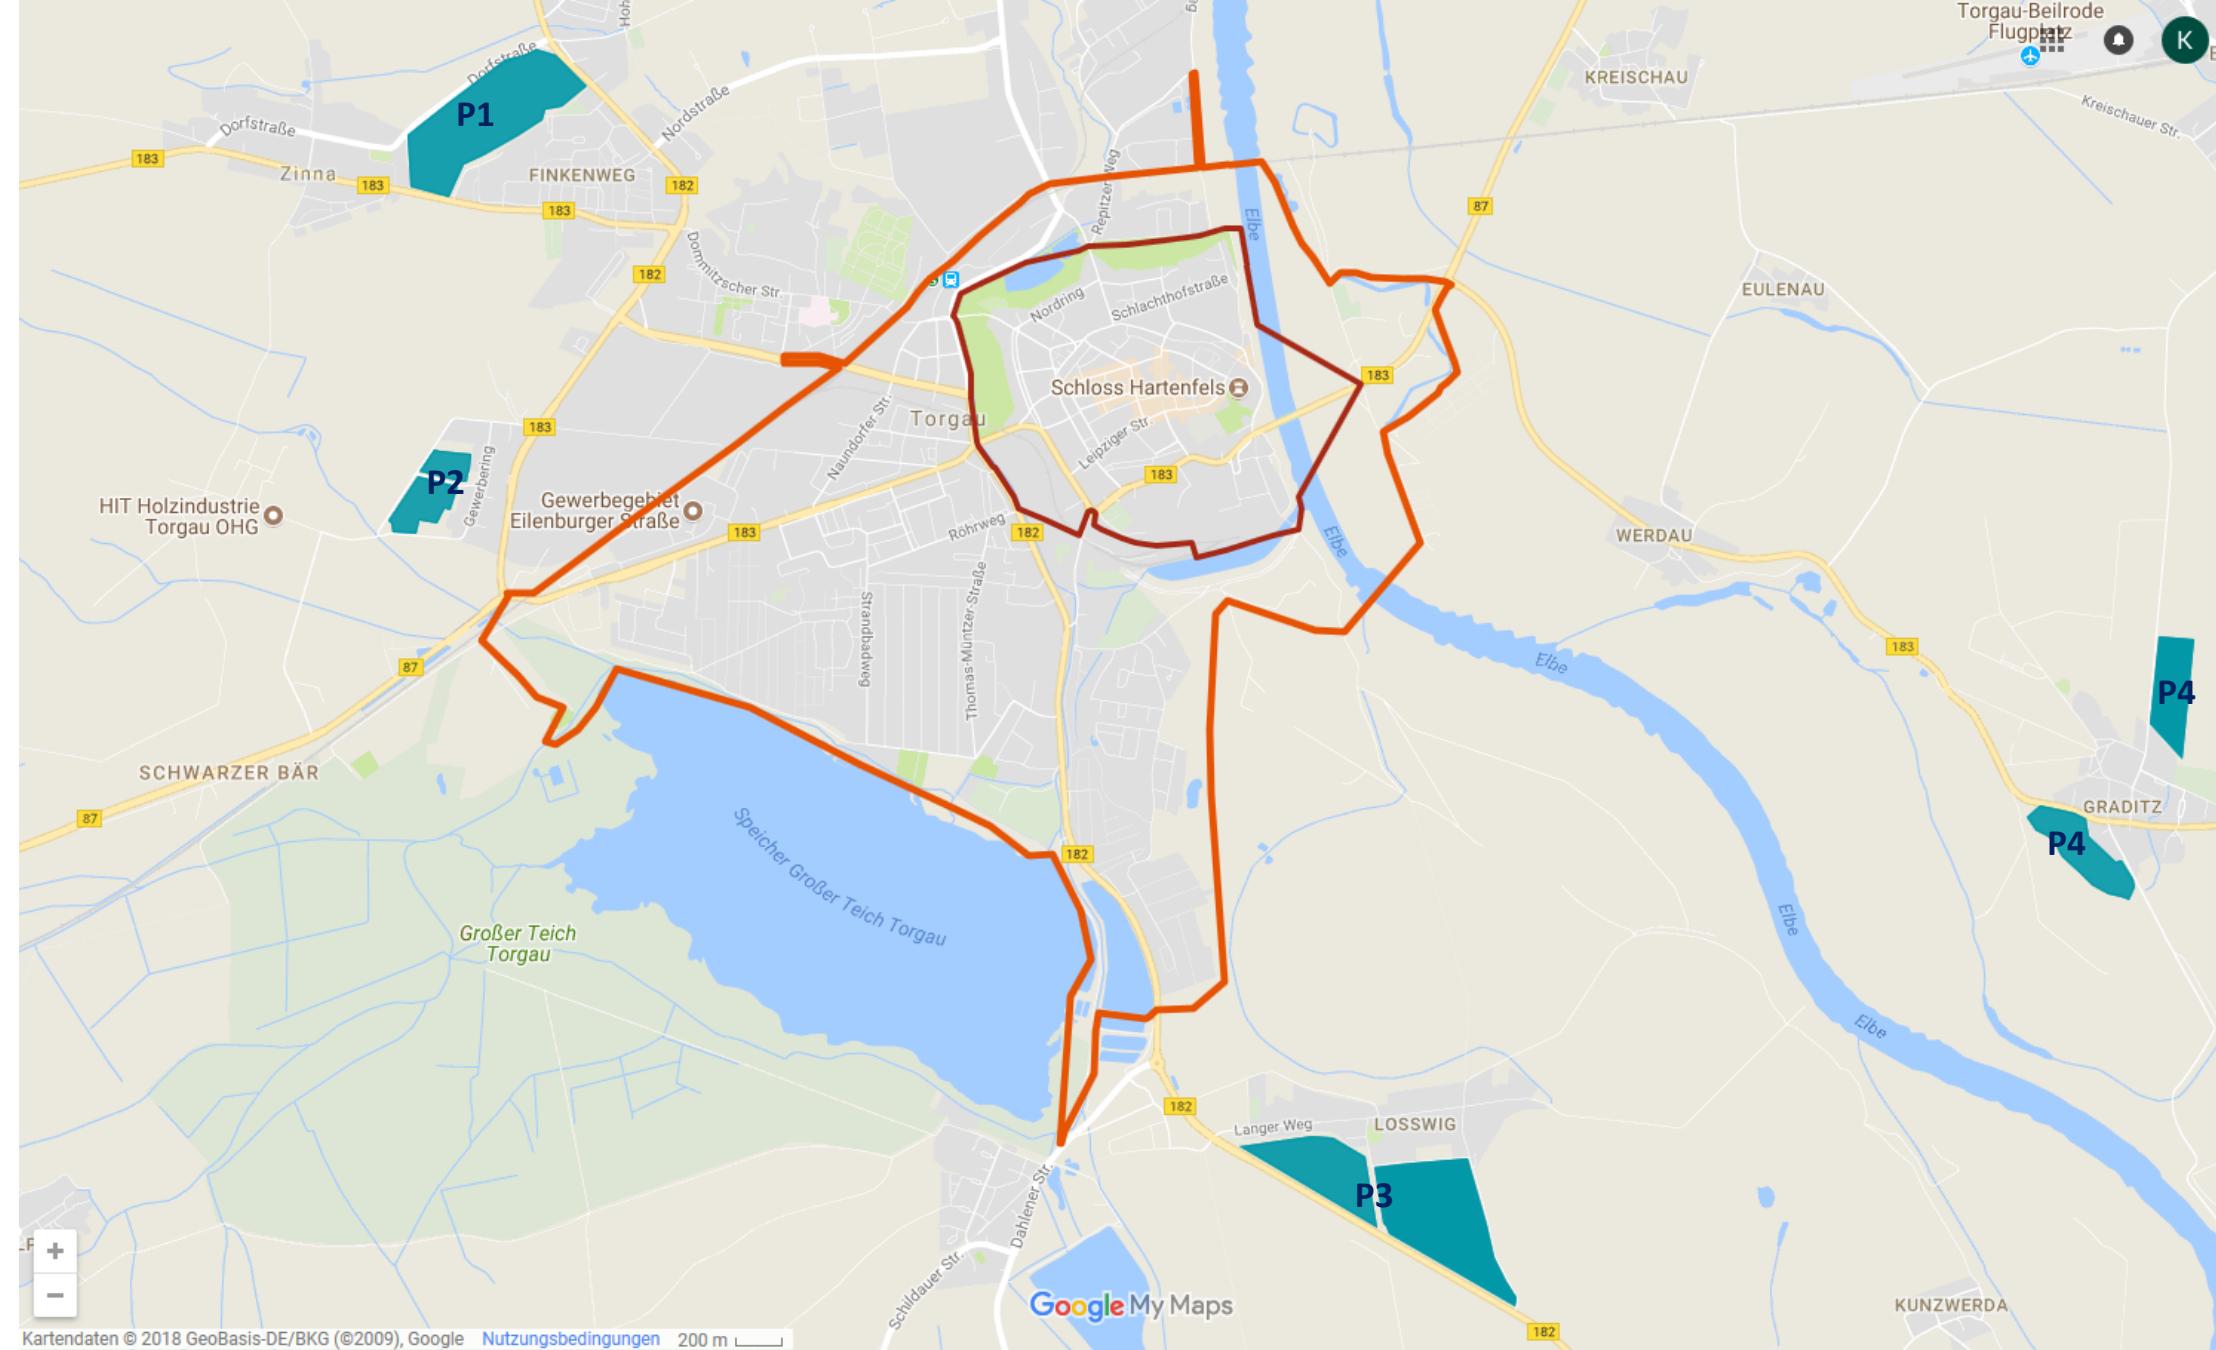 Torgau-Beilrode
Flugplatz
K
KREISCHAU
Kreischauer Str.
Dorfstraße
P1
Nordstraße
Dorfstraße
183
Zinna
183
FINKENWEG
182
183
Repitzer Weg
87
Elbe
Dommitzscher Str.
182
EULENAU
Nordring
Schlachthofstraße
Schloss Hartenfels
183
Torgau
Naundorfer Str.
Leipziger Str.
183
183
P2
Gewerbering
HIT Holzindustrie
Torgau OHG
Gewerbegebiet
Eilenburger Straße
183
Röhrweg
182
Elbe
WERDAU
Strandbadweg
Thomas-Müntzer-Straße
87
Elbe
183
P4
SCHWARZER BÄR
87
Speicher Großer Teich Torgau
182
GRADITZ
P4
Großer Teich
Torgau
Elbe
Elbe
182
Langer Weg
LOSSWIG
P3
Dahlener Str.
Schildauer Str.
Google My Maps
KUNZWERDA
182
+
−
Kartendaten © 2018 GeoBasis-DE/BKG (©2009), Google Nutzungsbedingungen 200 m